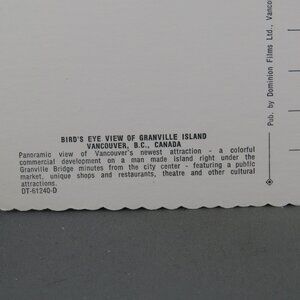 BIRD'S EYE VIEW OF GRANVILLE ISLAND
VANCOUVER, B.C., CANADA
Panoramic view of Vancouver's newest attraction - a colorful
commercial development on a man made island right under the
Granville Bridge minutes from the city center - featuring a public
market, unique shops and restaurants, theatre and other cultural
attractions.
DT-61240-D
Pub. by Dominion Films Ltd., Vancou